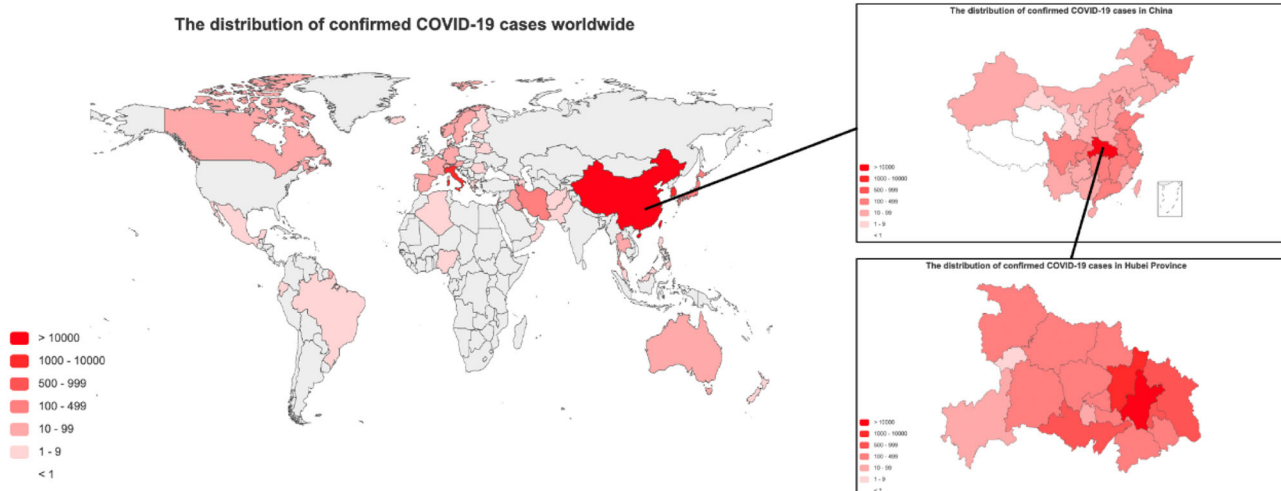 The distribution of confirmed COVID-19 cases worldwide
> 10000
1000 - 10000
500 - 999
100 - 499
10 - 99
1 - 9
< 1
The distribution of confirmed COVID-19 cases in China
> 10000
1000 - 10000
500 - 999
100 - 499
10 - 99
1 - 9
< 1
The distribution of confirmed COVID-19 cases in Hubei Province
> 10000
1000 - 10000
500 - 999
100 - 499
10 - 99
1 - 9
< 1